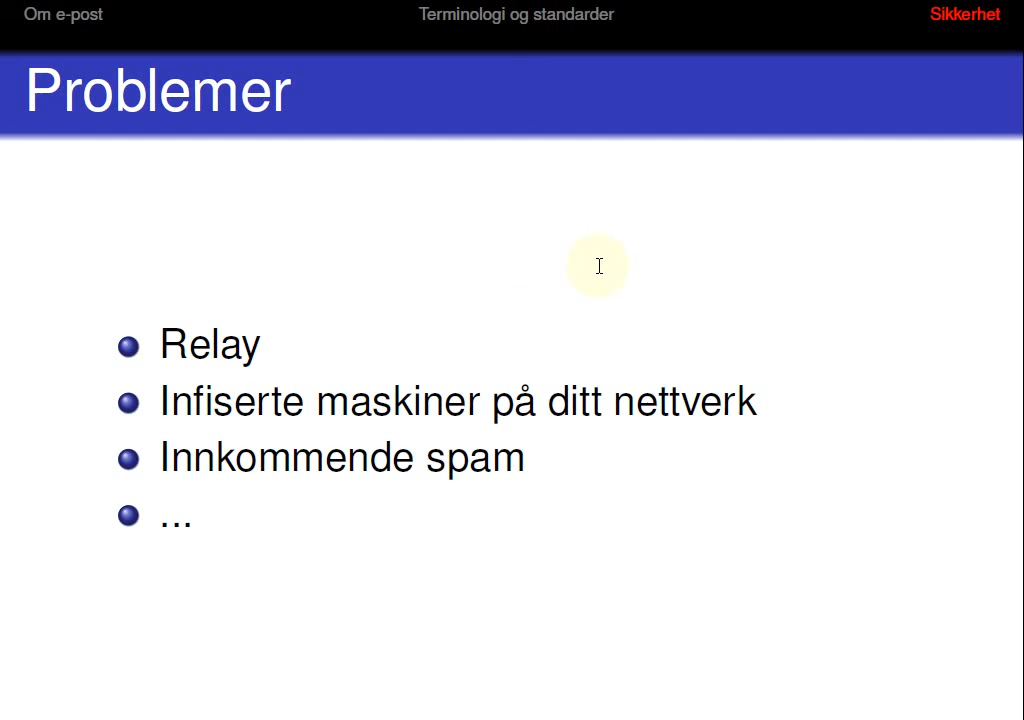 Om e-post
Terminologi og standarder
Sikkerhet
Problemer
Relay
Infiserte maskiner på ditt nettverk
Innkommende spam
...